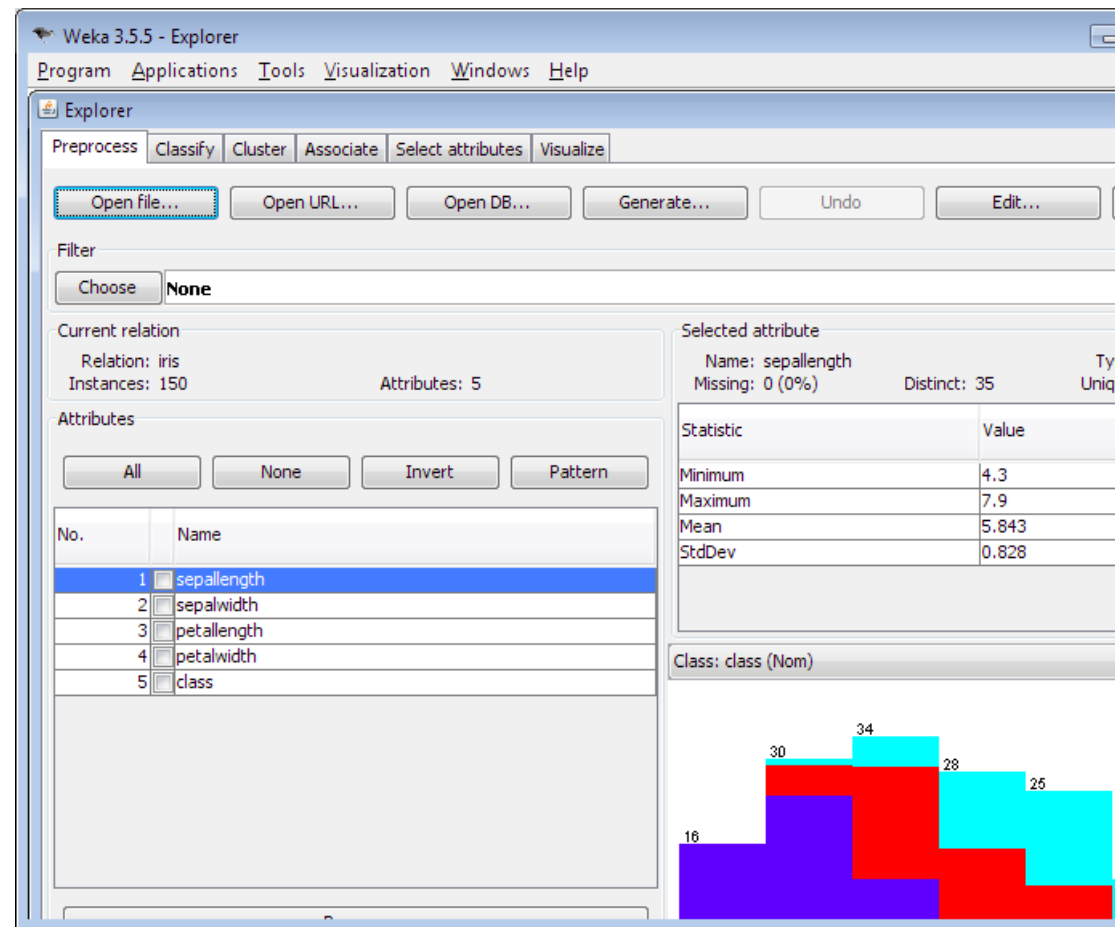 Weka 3.5.5 - Explorer
Program Applications Tools Visualization Windows Help
Explorer
Preprocess Classify Cluster Associate Select attributes Visualize
Open file... Open URL... Open DB... Generate... Undo Edit...
Filter
Choose None
Current relation
Relation: iris
Instances: 150 Attributes: 5
Selected attribute
Name: sepallength Ty
Missing: 0 (0%) Distinct: 35 Uniq
Attributes
All None Invert Pattern
No. Name
1 sepallength
2 sepalwidth
3 petallength
4 petalwidth
5 class
Statistic Value
Minimum 4.3
Maximum 7.9
Mean 5.843
StdDev 0.828
Class: class (Nom)
34
30
28
25
16